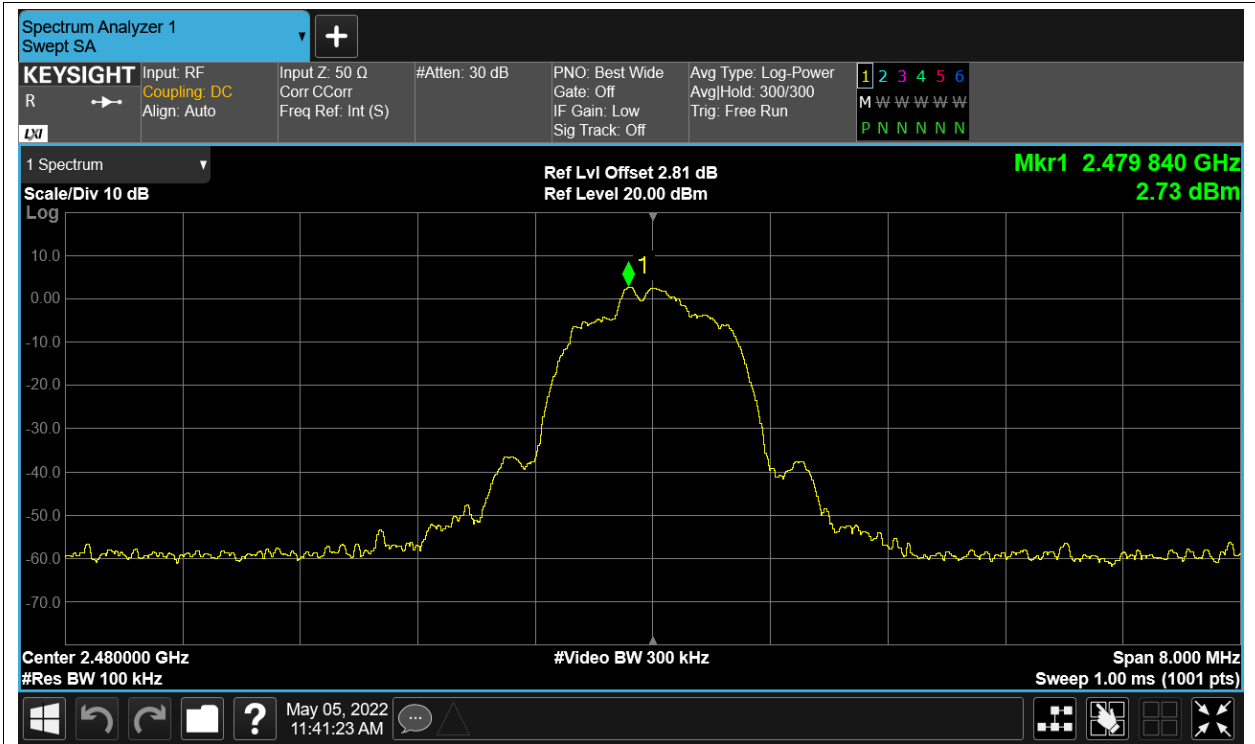 Spectrum Analyzer 1
Swept SA
+
KEYSIGHT
R
LXI
Input: RF
Coupling: DC
Align: Auto
Input Z: 50 Ω
Corr CCorr
Freq Ref: Int (S)
#Atten: 30 dB
PNO: Best Wide
Gate: Off
IF Gain: Low
Sig Track: Off
Avg Type: Log-Power
Avg|Hold: 300/300
Trig: Free Run
1 2 3 4 5 6
M W W W W W
P N N N N N
1 Spectrum
Scale/Div 10 dB
Log
Ref Lvl Offset 2.81 dB
Ref Level 20.00 dBm
Mkr1 2.479 840 GHz
2.73 dBm
1
10.0
0.00
-10.0
-20.0
-30.0
-40.0
-50.0
-60.0
-70.0
Center 2.480000 GHz
#Res BW 100 kHz
#Video BW 300 kHz
Span 8.000 MHz
Sweep 1.00 ms (1001 pts)
?
May 05, 2022
11:41:23 AM